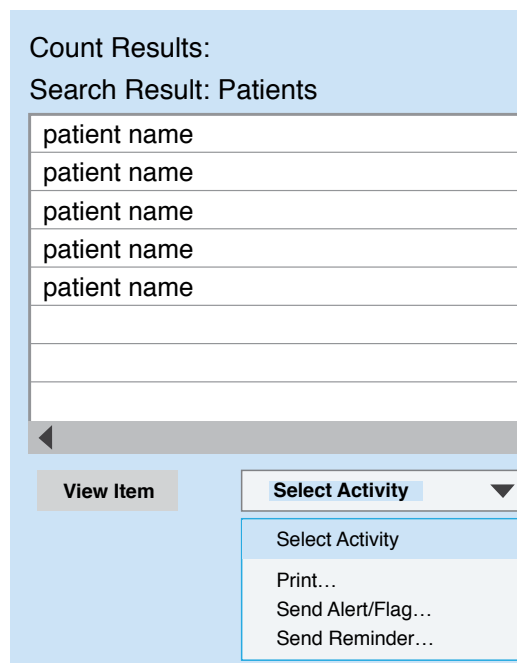 Count Results:
Search Result: Patients
patient name
patient name
patient name
patient name
patient name
View Item
Select Activity
Select Activity
Print…
Send Alert/Flag…
Send Reminder…